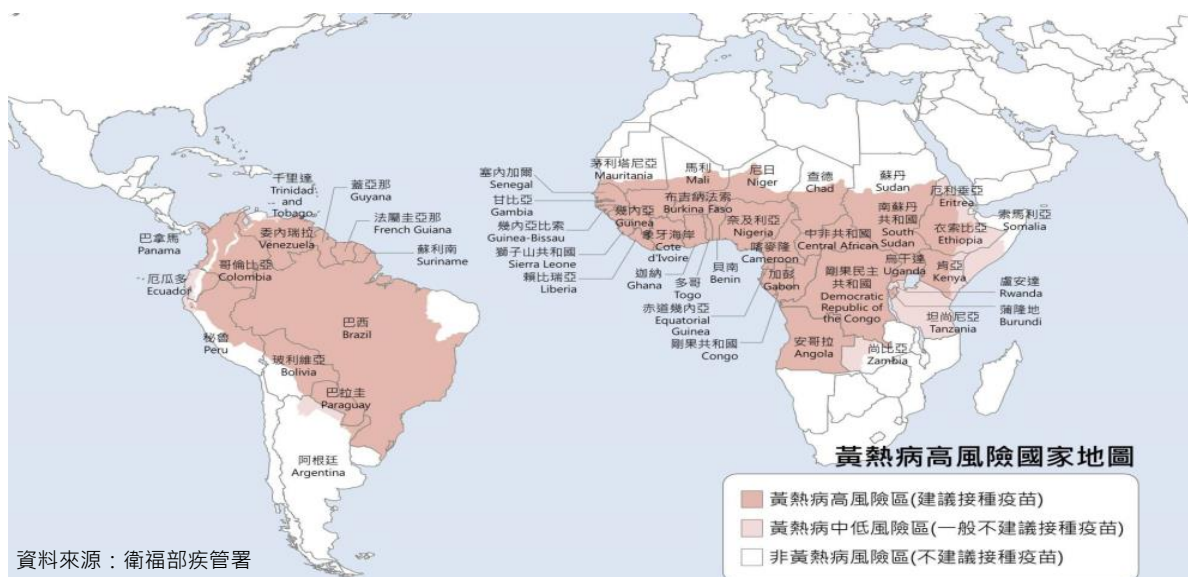 千里達
Trinidad
and
Tobago
蓋亞那
Guyana
法屬圭亞那
French Guiana
蘇利南
Suriname
巴拿馬
Panama
委內瑞拉
Venezuela
哥倫比亞
Colombia
厄瓜多
Ecuador
巴西
Brazil
秘魯
Peru
玻利維亞
Bolivia
巴拉圭
Paraguay
阿根廷
Argentina
塞內加爾
Senegal
甘比亞
Gambia
幾內亞比索
Guinea-Bissau
獅子山共和國
Sierra Leone
賴比瑞亞
Liberia
茅利塔尼亞
Mauritania
馬利
Mali
尼日
Niger
查德
Chad
蘇丹
Sudan
厄利垂亞
Eritrea
索馬利亞
Somalia
幾內亞
Guinea
布吉納法索
Burkina Faso
象牙海岸
Cote
d'Ivoire
奈及利亞
Nigeria
中非共和國
Central African
南蘇丹
共和國
South
Sudan
衣索比亞
Ethiopia
迦納
Ghana
多哥
Togo
貝南
Benin
喀麥隆
Cameroon
加彭
Gabon
赤道幾內亞
Equatorial
Guinea
剛果共和國
Congo
剛果民主
共和國
Democratic
Republic of
the Congo
烏干達
Uganda
肯亞
Kenya
盧安達
Rwanda
蒲隆地
Burundi
坦尚尼亞
Tanzania
安哥拉
Angola
尚比亞
Zambia
黃熱病高風險國家地圖
黃熱病高風險區(建議接種疫苗)
黃熱病中低風險區(一般不建議接種疫苗)
非黃熱病風險區(不建議接種疫苗)
資料來源：衛福部疾管署